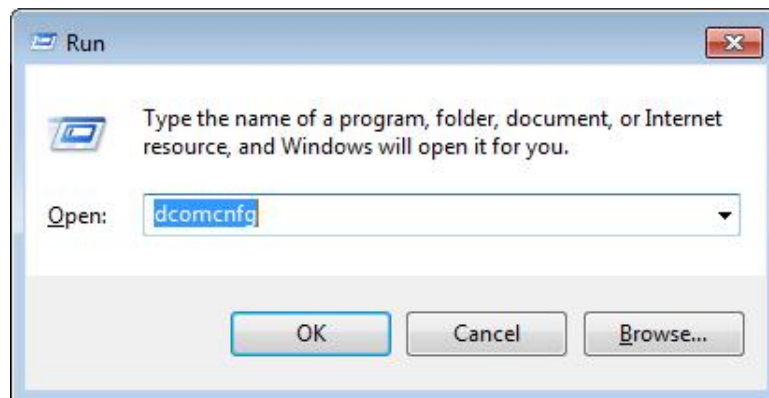 Run
Type the name of a program, folder, document, or Internet
resource, and Windows will open it for you.
Open: dcomcnfg
OK Cancel Browse...